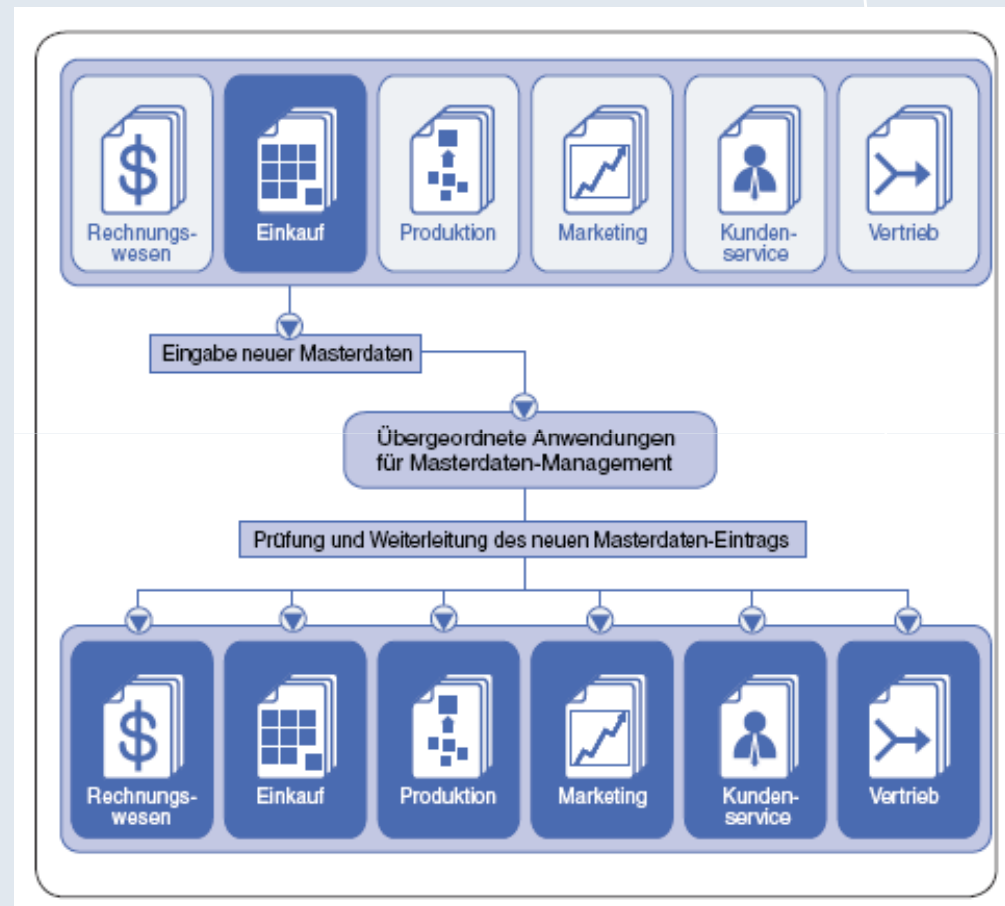 Rechnungs-
wesen
Einkauf
Produktion
Marketing
Kunden-
service
Vertrieb
Eingabe neuer Masterdaten
Übergeordnete Anwendungen
für Masterdaten-Management
Prüfung und Weiterleitung des neuen Masterdaten-Eintrags
Rechnungs-
wesen
Einkauf
Produktion
Marketing
Kunden-
service
Vertrieb